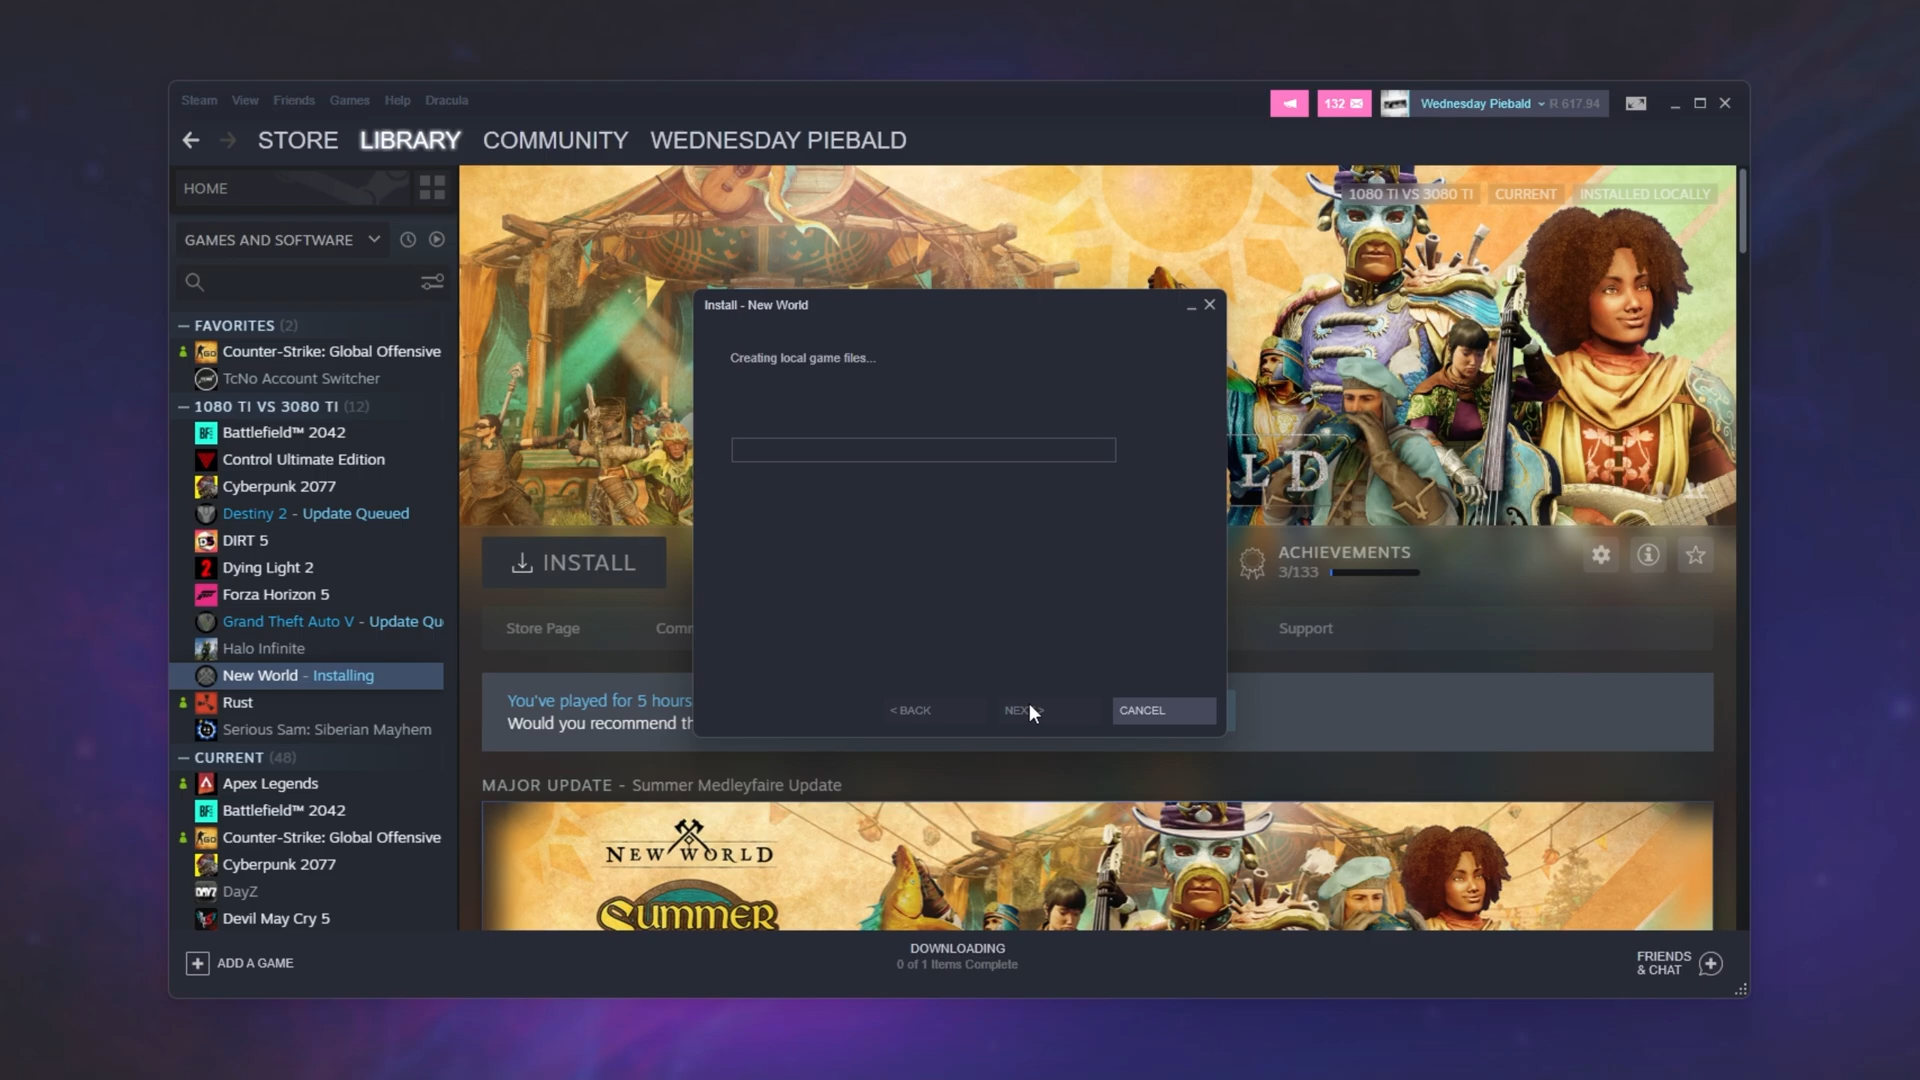 Steam View Friends Games Help Dracula
132
Wednesday Piebald R 617.94
STORE LIBRARY COMMUNITY WEDNESDAY PIEBALD
HOME
GAMES AND SOFTWARE
FAVORITES (2)
Counter-Strike: Global Offensive
TcNo Account Switcher
1080 TI VS 3080 TI (12)
Battlefield™ 2042
Control Ultimate Edition
Cyberpunk 2077
Destiny 2 - Update Queued
DIRT 5
Dying Light 2
Forza Horizon 5
Grand Theft Auto V - Update Qu
Halo Infinite
New World - Installing
Rust
Serious Sam: Siberian Mayhem
CURRENT (48)
Apex Legends
Battlefield™ 2042
Counter-Strike: Global Offensive
Cyberpunk 2077
DayZ
Devil May Cry 5
1080 TI VS 3080 TI CURRENT INSTALLED LOCALLY
LD
Install - New World
Creating local game files...
< BACK
CANCEL
INSTALL
ACHIEVEMENTS
3/133
Store Page Comm Support
You've played for 5 hours
Would you recommend th
MAJOR UPDATE - Summer Medleyfaire Update
NEW WORLD
SUMMER
ADD A GAME
DOWNLOADING
0 of 1 Items Complete
FRIENDS
& CHAT